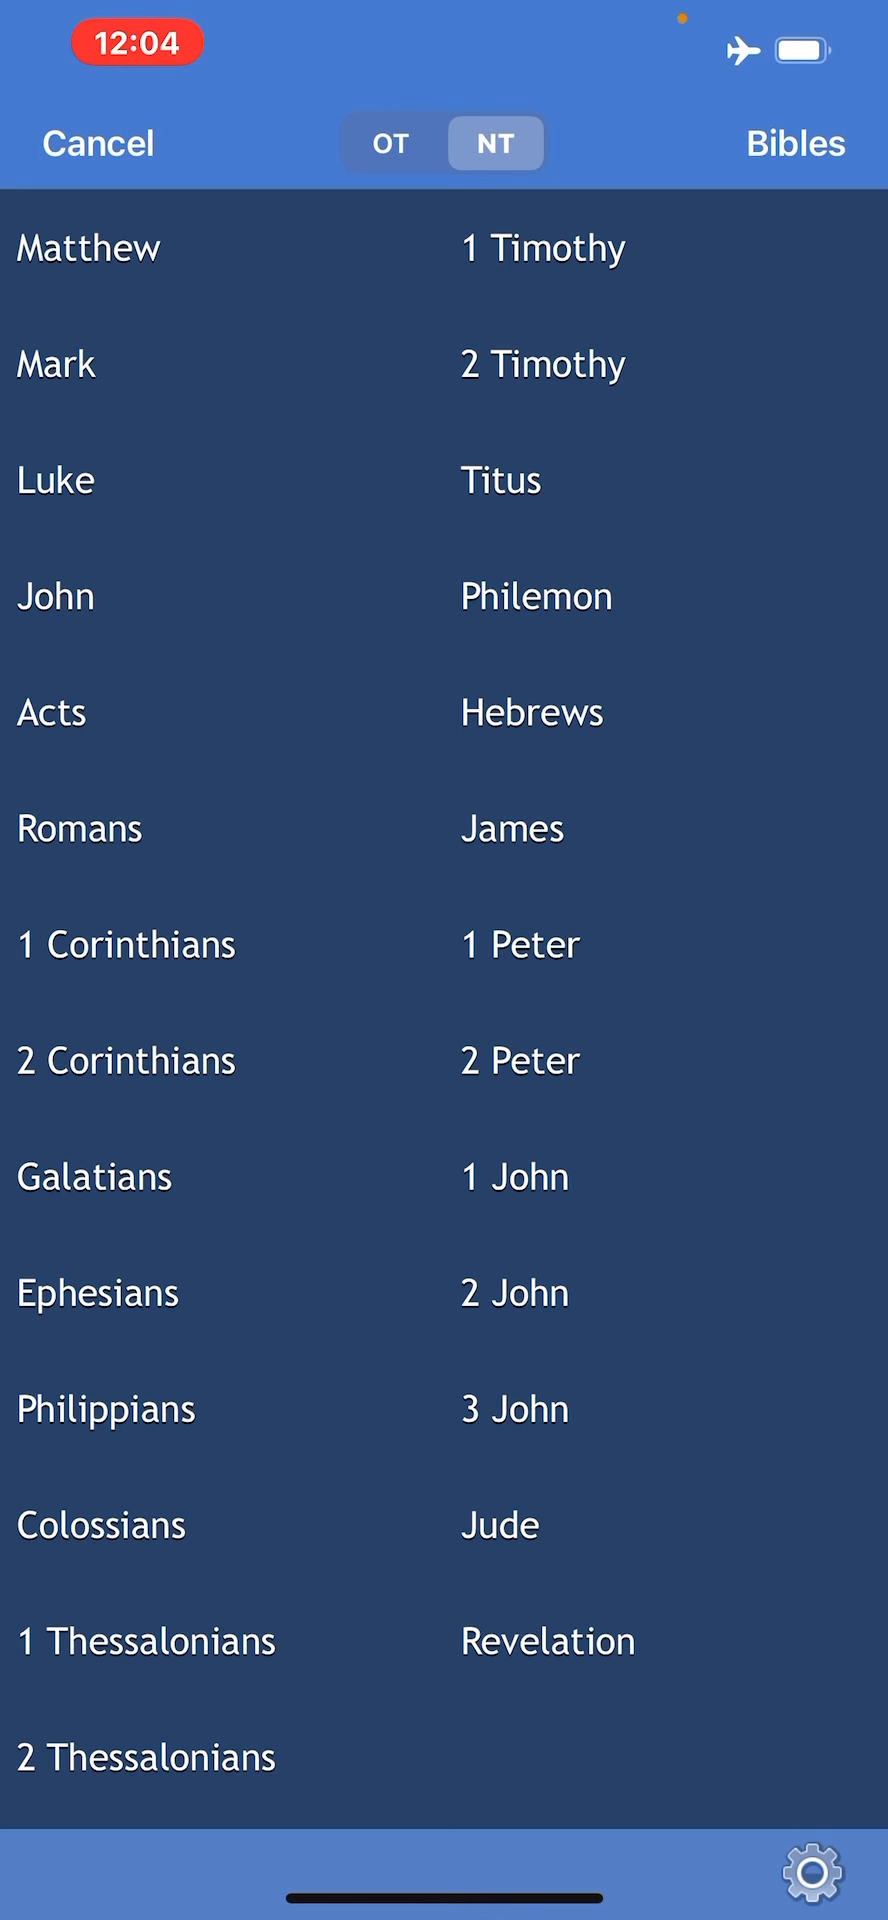 12:04
Cancel OT NT Bibles
Matthew
Mark
Luke
John
Acts
Romans
1 Corinthians
2 Corinthians
Galatians
Ephesians
Philippians
Colossians
1 Thessalonians
2 Thessalonians
1 Timothy
2 Timothy
Titus
Philemon
Hebrews
James
1 Peter
2 Peter
1 John
2 John
3 John
Jude
Revelation